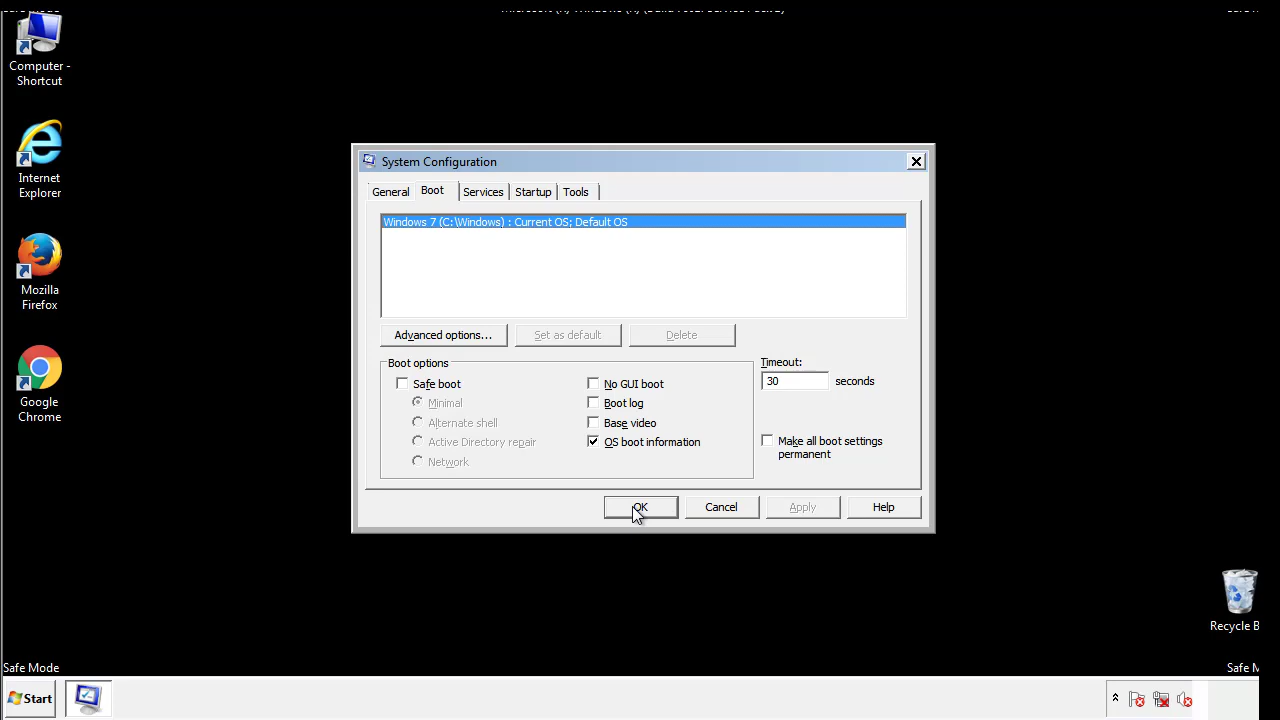 Computer -
Shortcut
Internet
Explorer
Mozilla
Firefox
Google
Chrome
System Configuration
General
Boot
Services
Startup
Tools
Windows 7 (C:\Windows) : Current OS; Default OS
Advanced options...
Set as default
Delete
Boot options
Safe boot
Minimal
Alternate shell
Active Directory repair
Network
No GUI boot
Boot log
Base video
OS boot information
Timeout:
30
seconds
Make all boot settings
permanent
OK
Cancel
Apply
Help
Recycle B
Safe Mode
Safe M
Start